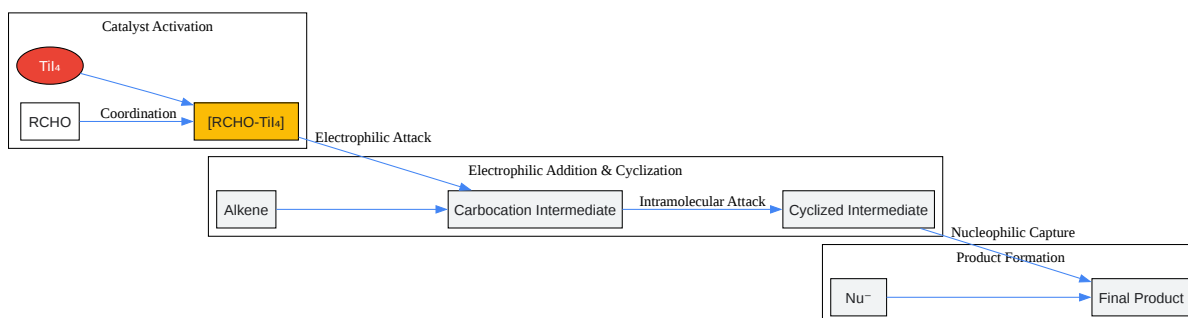 Catalyst Activation
TiI₄
RCHO
Coordination
[RCHO-TiI₄]
Electrophilic Attack
Electrophilic Addition & Cyclization
Alkene
Carbocation Intermediate
Intramolecular Attack
Cyclized Intermediate
Nucleophilic Capture
Product Formation
Nu⁻
Final Product